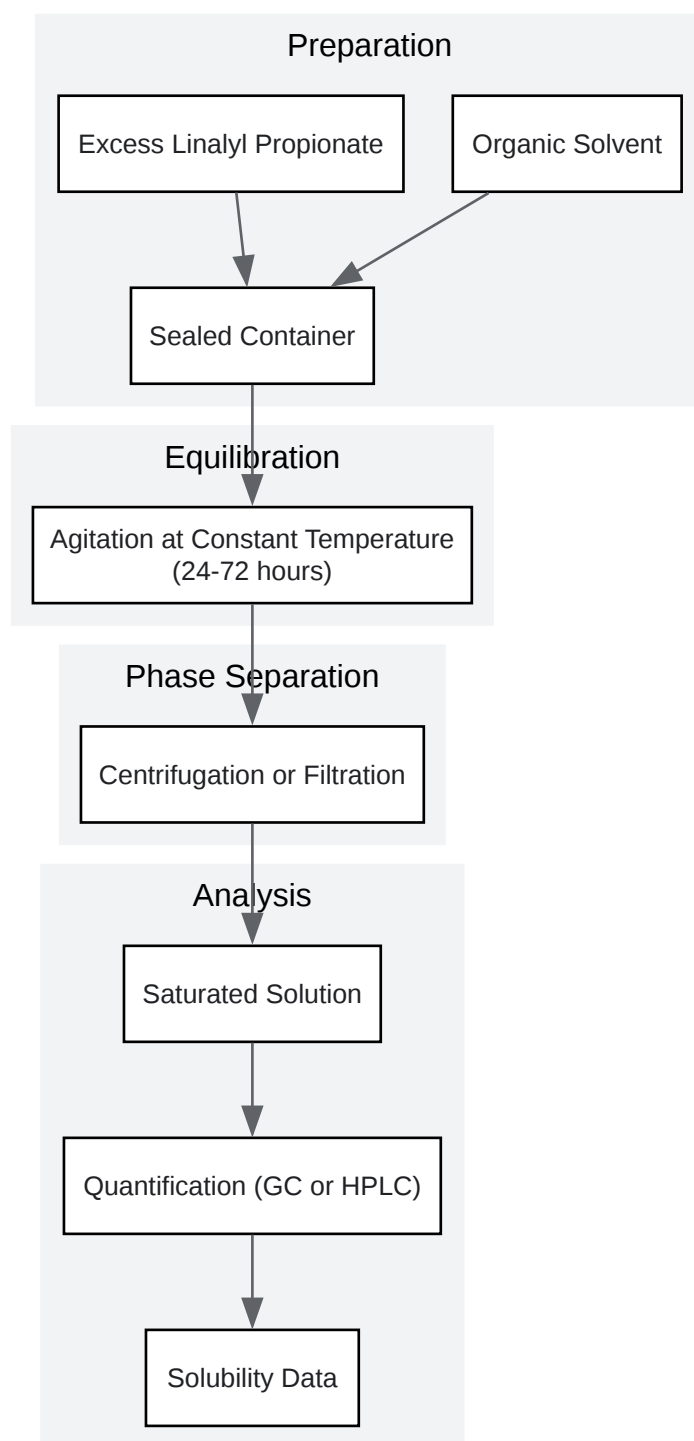 Preparation
Excess Linalyl Propionate
Organic Solvent
Sealed Container
Equilibration
Agitation at Constant Temperature
(24-72 hours)
Phase Separation
Centrifugation or Filtration
Analysis
Saturated Solution
Quantification (GC or HPLC)
Solubility Data